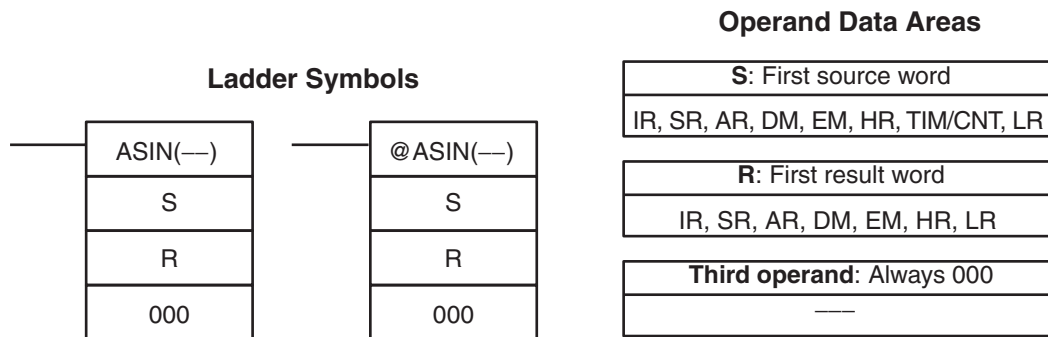 Ladder Symbols
ASIN(––)
S
R
000
@ASIN(––)
S
R
000
Operand Data Areas
S: First source word
IR, SR, AR, DM, EM, HR, TIM/CNT, LR
R: First result word
IR, SR, AR, DM, EM, HR, LR
Third operand: Always 000
–––